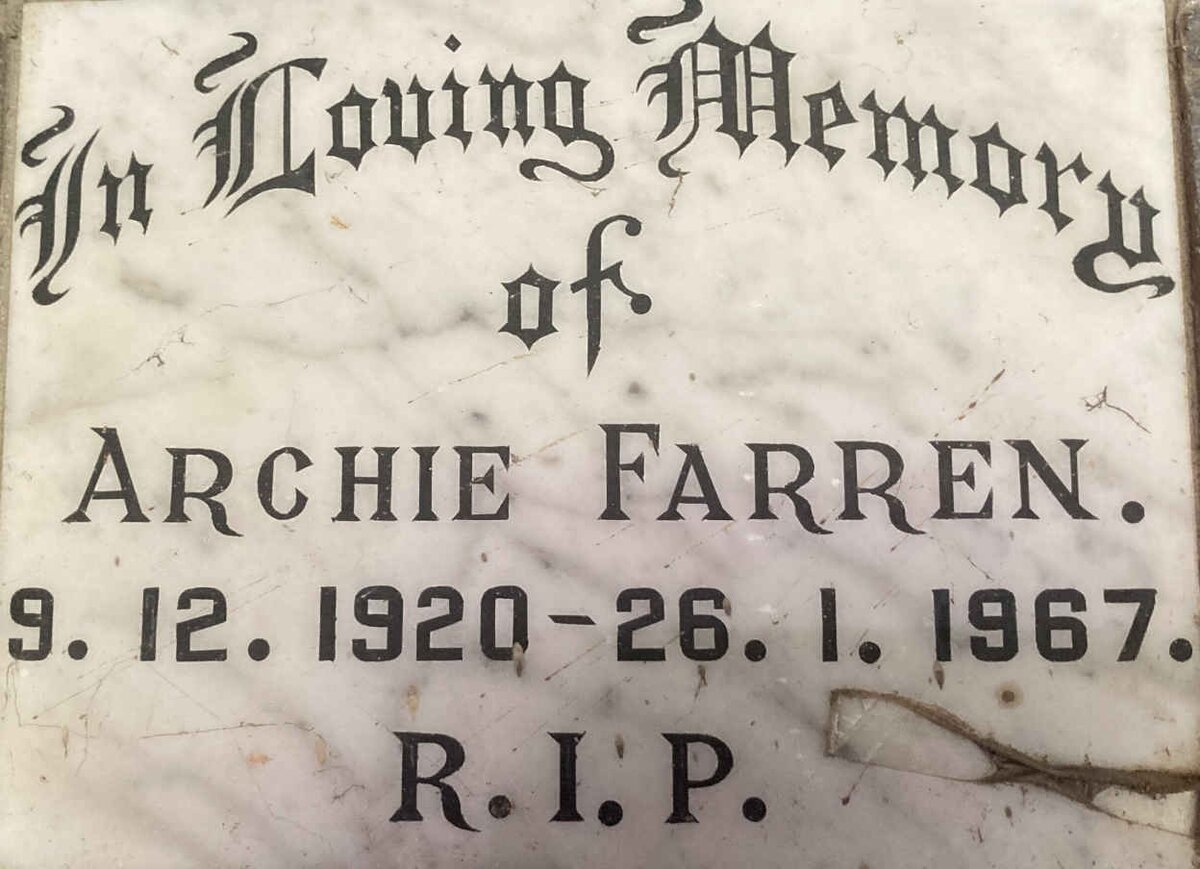 In Loving Memory
of
ARCHIE FARREN.
9. 12. 1920 - 26. 1. 1967.
R.I.P.